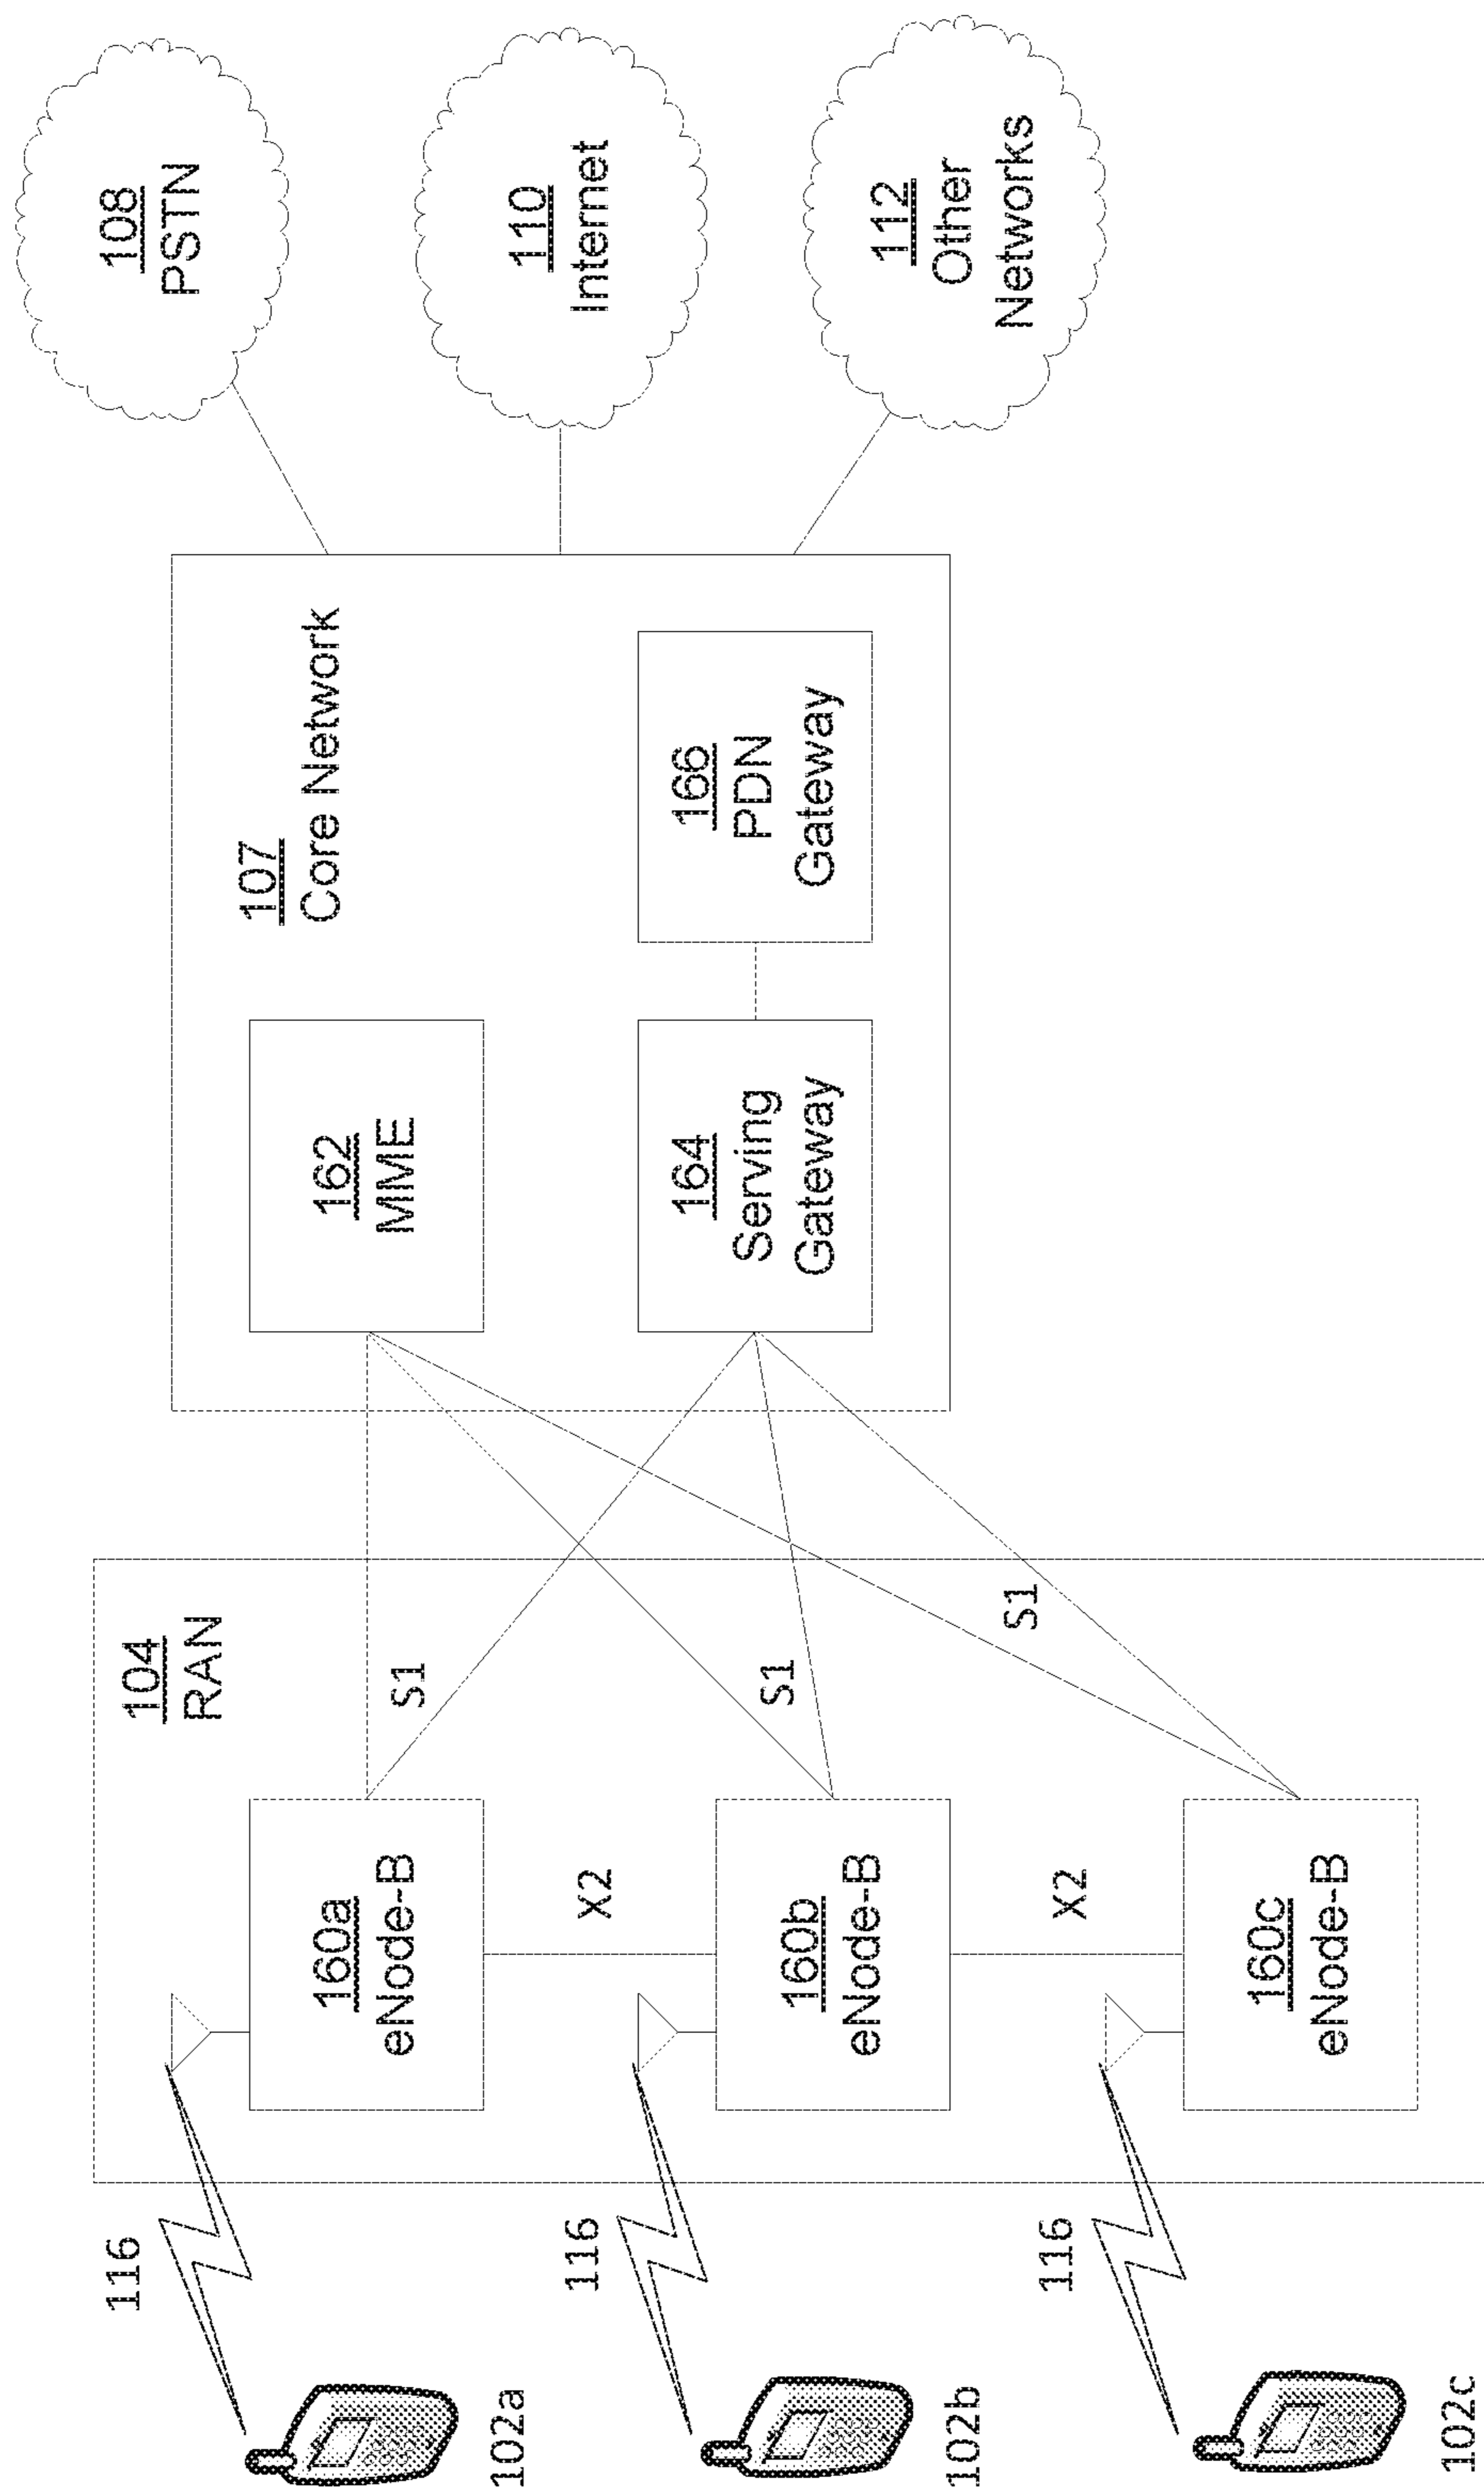 116
102a
116
102b
116
102c
104
RAN
160a
eNode-B
X2
160b
eNode-B
X2
160c
eNode-B
S1
S1
S1
107
Core Network
162
MME
164
Serving
Gateway
166
PDN
Gateway
108
PSTN
110
Internet
112
Other
Networks